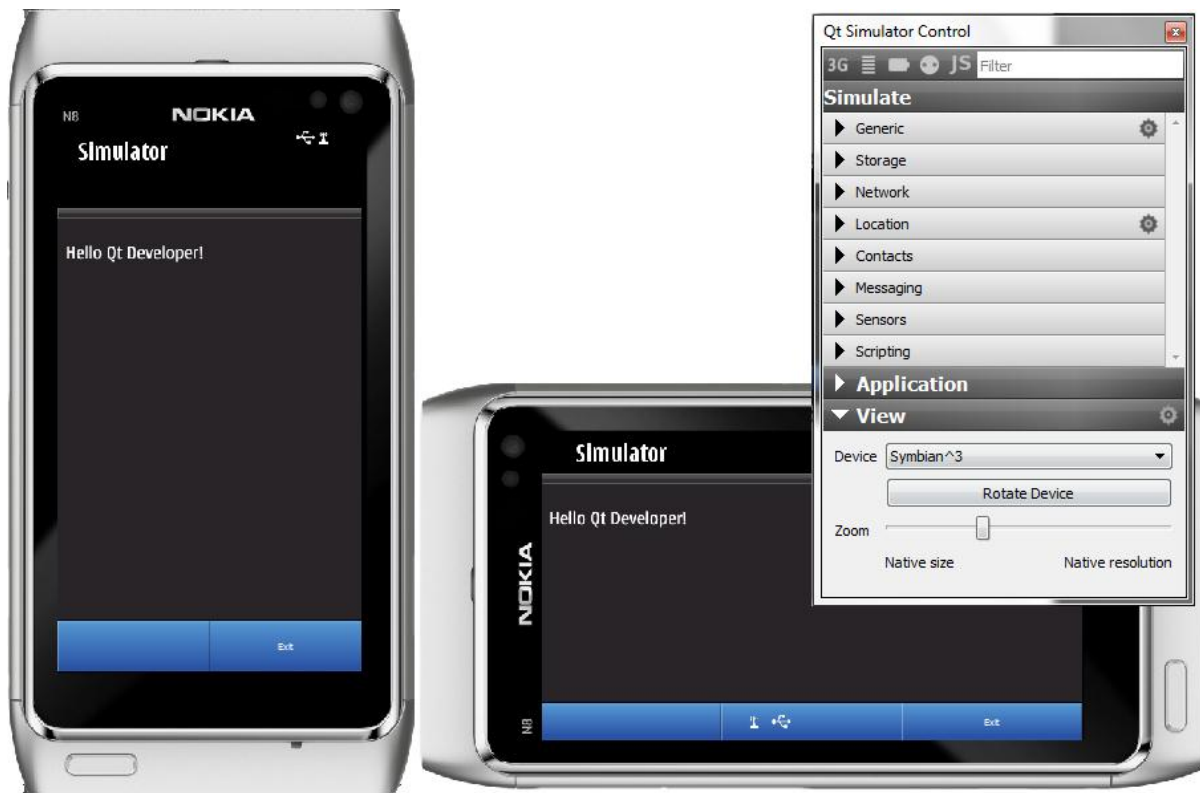 N8
NOKIA
Simulator
Hello Qt Developer!
Exit
Simulator
Hello Qt Developer!
NOKIA
N8
Exit
Qt Simulator Control
3G
JS
Filter
Simulate
Generic
Storage
Network
Location
Contacts
Messaging
Sensors
Scripting
Application
View
Device Symbian^3
Rotate Device
Zoom
Native size Native resolution